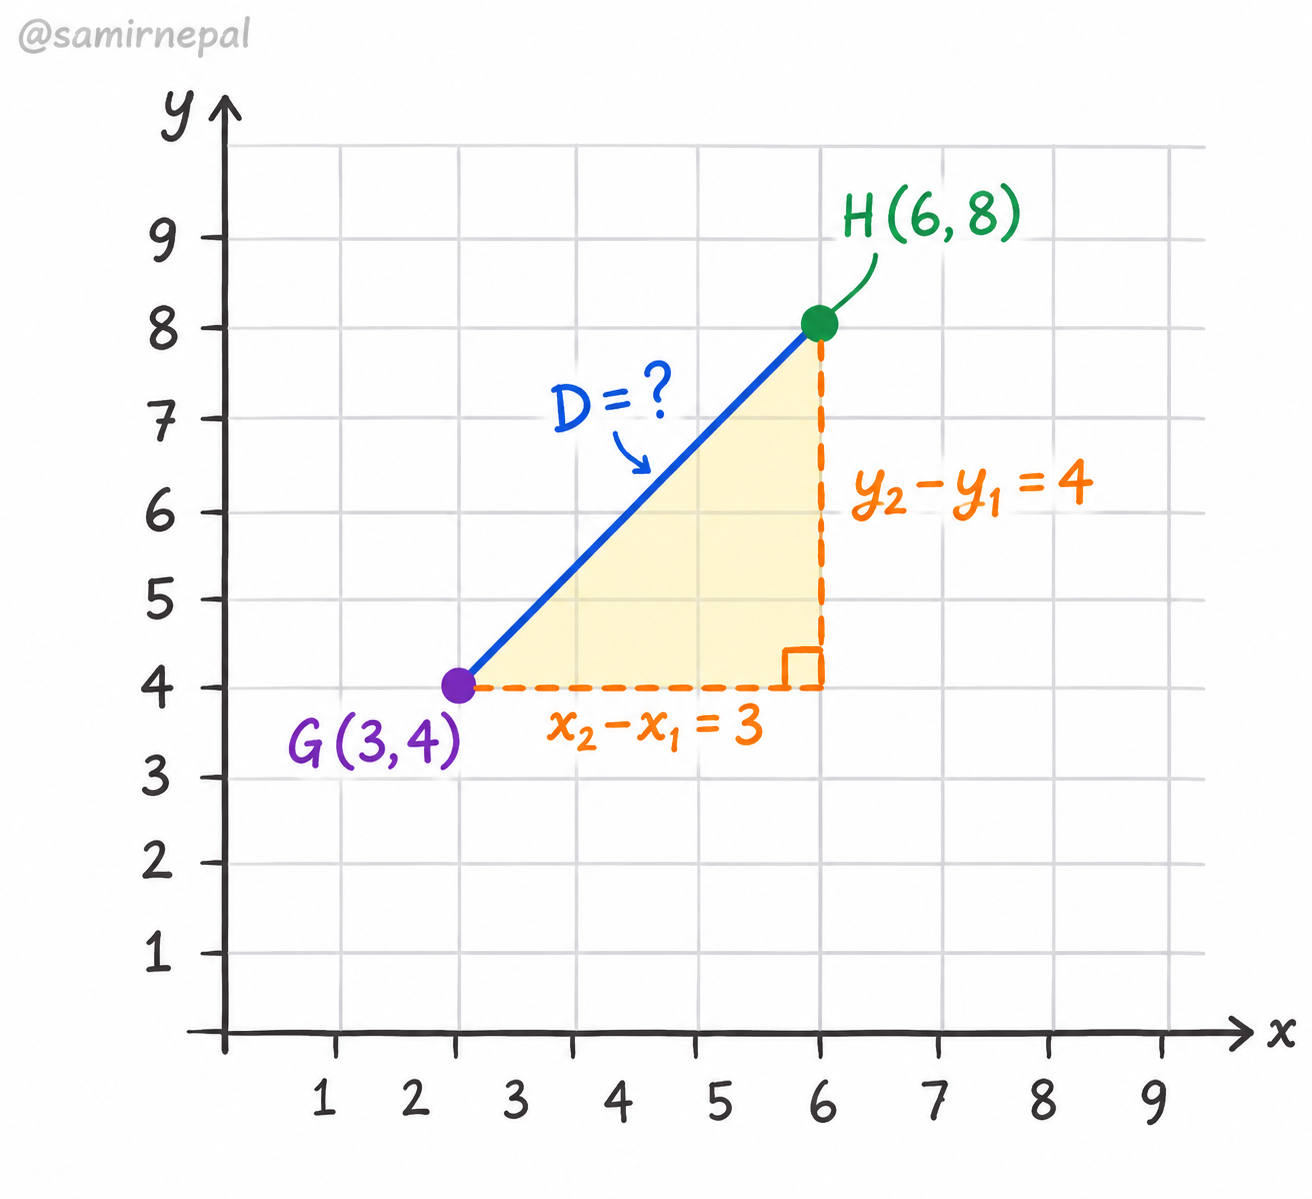 @samirnepal
y
H(6,8)
9
8
D=?
7
y₂-y₁=4
6
5
4
x₂-x₁=3
G(3,4)
3
2
1
x
1 2 3 4 5 6 7 8 9